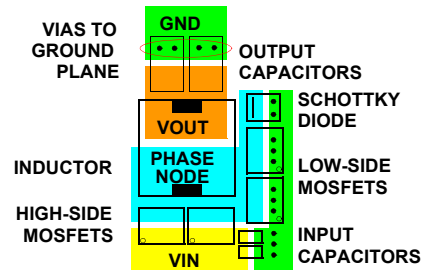 VIAS TO
GROUND
PLANE
GND
OUTPUT
CAPACITORS
SCHOTTKY
DIODE
VOUT
INDUCTOR
PHASE
NODE
LOW-SIDE
MOSFETS
HIGH-SIDE
MOSFETS
VIN
INPUT
CAPACITORS